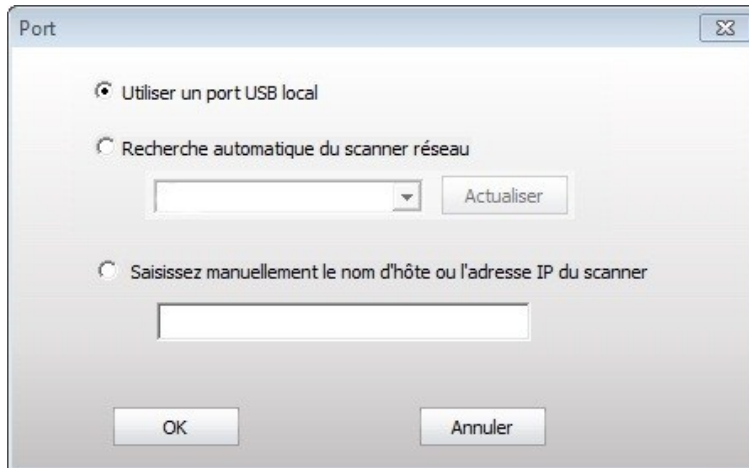 Port
Utiliser un port USB local
Recherche automatique du scanner réseau
Actualiser
Saisissez manuellement le nom d'hôte ou l'adresse IP du scanner
OK Annuler